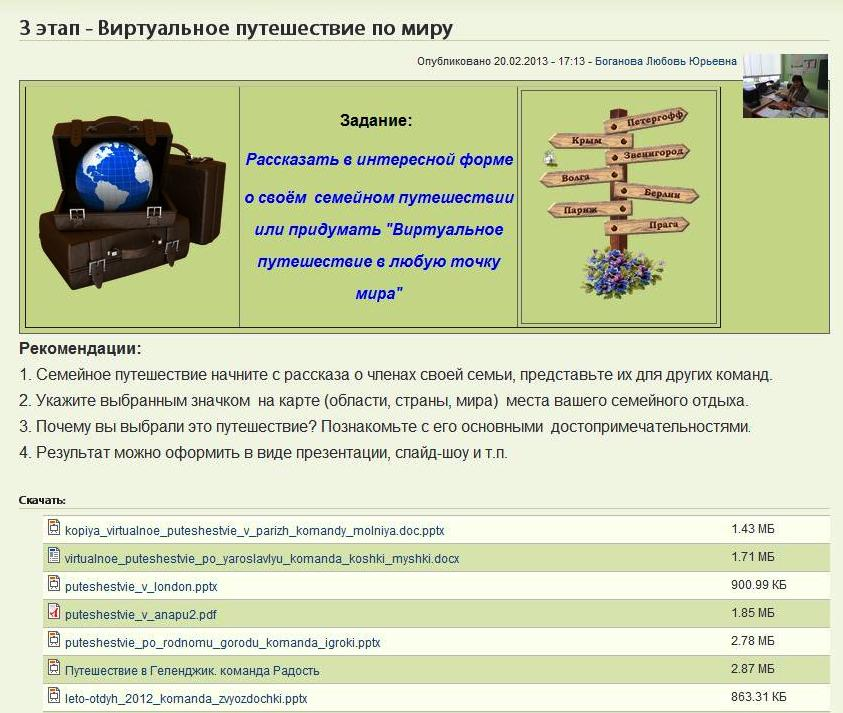 3 этап - Виртуальное путешествие по миру
Опубликовано 20.02.2013 - 17:13 - Боганова Любовь Юрьевна
Задание:
Рассказать в интересной форме
о своём семейном путешествии
или придумать "Виртуальное
путешествие в любую точку
мира"
Петергофф
Крым
Звенигород
Волга
Берлин
Париж
Прага
Рекомендации:
1. Семейное путешествие начните с рассказа о членах своей семьи, представьте их для других команд.
2. Укажите выбранным значком на карте (области, страны, мира) места вашего семейного отдыха.
3. Почему вы выбрали это путешествие? Познакомьте с его основными достопримечательностями.
4. Результат можно оформить в виде презентации, слайд-шоу и т.п.
Скачать:
kopiya_virtualnoe_puteshestvie_v_parizh_komandy_molniya.doc.pptx 1.43 МБ
virtualnoe_puteshestvie_po_yaroslavlyu_komanda_koshki_myshki.docx 1.71 МБ
puteshestvie_v_london.pptx 900.99 КБ
puteshestvie_v_anapu2.pdf 1.85 МБ
puteshestvie_po_rodnomu_gorodu_komanda_igroki.pptx 2.78 МБ
Путешествие в Геленджик. команда Радость 2.87 МБ
leto-otdyh_2012_komanda_zvyozdochki.pptx 863.31 КБ